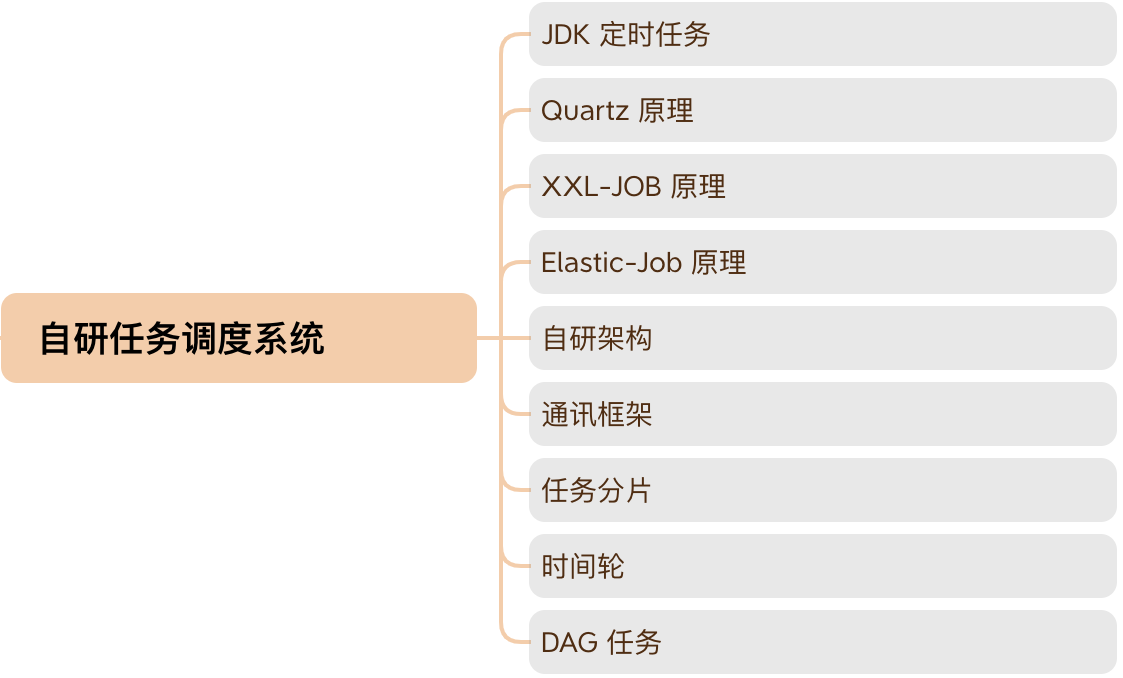 JDK 定时任务
Quartz 原理
XXL-JOB 原理
Elastic-Job 原理
自研任务调度系统
自研架构
通讯框架
任务分片
时间轮
DAG 任务